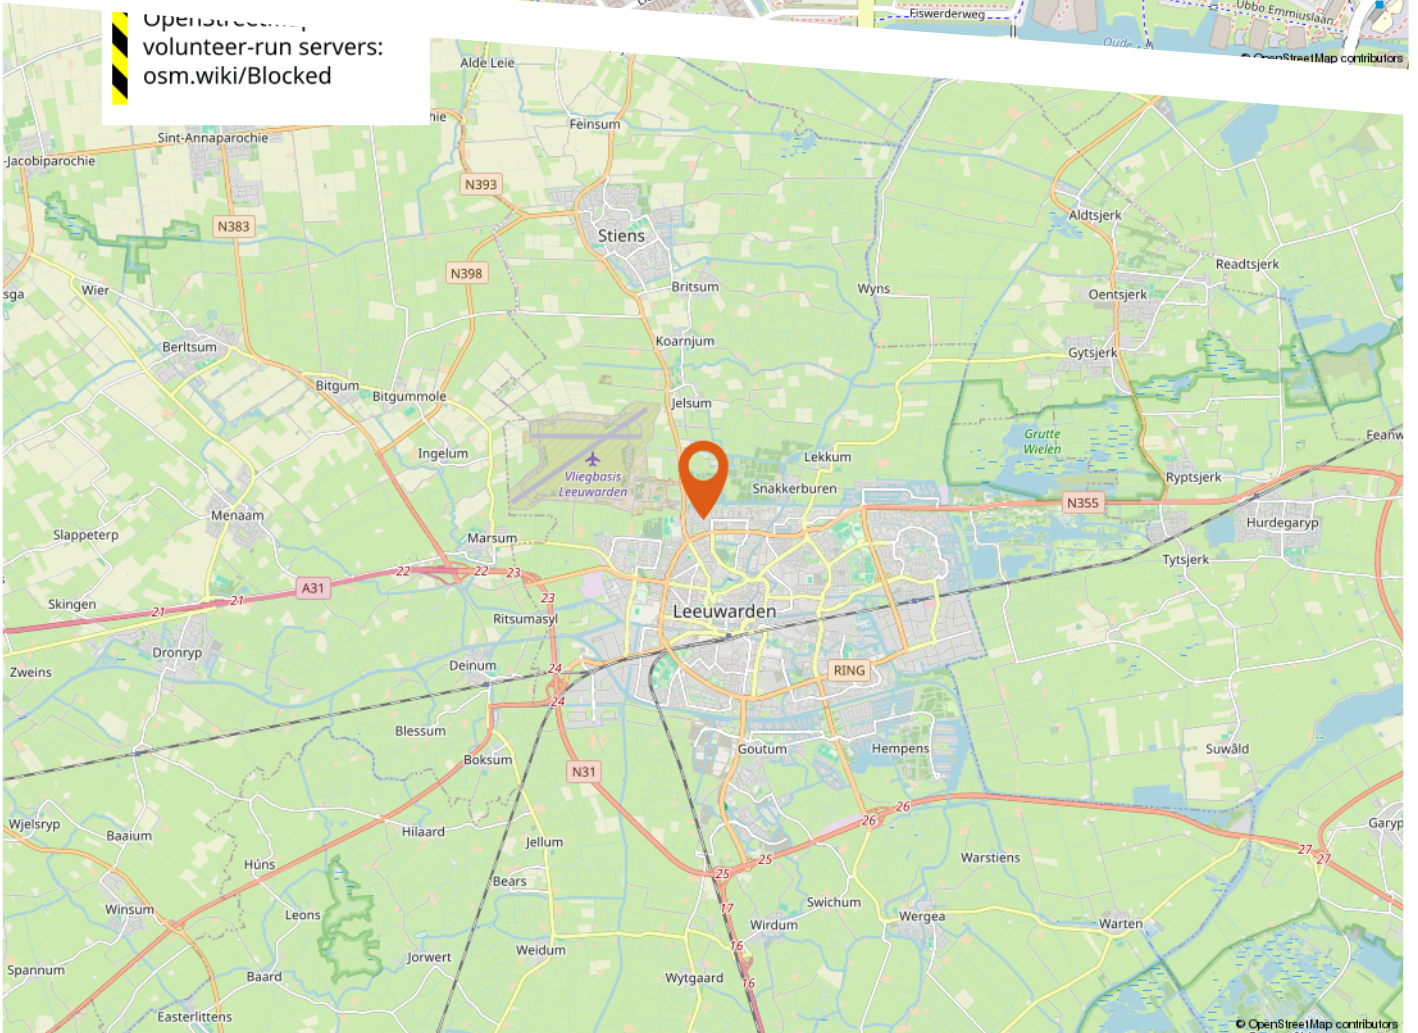 Fiswerderweg
Ubbo Emmiuslaan
© OpenStreetMap contributors
volunteer-run servers:
osm.wiki/Blocked
Alde Leie
Feinsum
Sint-Annaparochie
-Jacobiparochie
N393
N383
Aldtsjerk
Stiens
Readtsjerk
N398
Britsum
Wyns
Wier
Oentsjerk
Koarnjum
Berltsum
Gytsjerk
Bitgum
Bitgummole
Jelsum
Grutte
Wielen
Ingelum
Lekkum
Vliegbasis
Leeuwarden
Snakkerburen
Ryptsjerk
N355
Menaam
Hurdegaryp
Slappeterp
Marsum
Tytsjerk
22
22
23
A31
23
21
21
Skingen
Ritsumasyl
Leeuwarden
Dronryp
Deinum
24
RING
Zweins
24
Blessum
Goutum
Hempens
Suwâld
Boksum
N31
26
26
Wjelsryp
Baaium
Hilaard
Jellum
Garyp
27
27
Húns
25
25
Warstiens
Bears
Winsum
Leons
17
Swichum
Wergea
Wirdum
Warten
16
Weidum
Jorwert
Spannum
Baard
Wytgaard
16
Easterlittens
© OpenStreetMap contributors